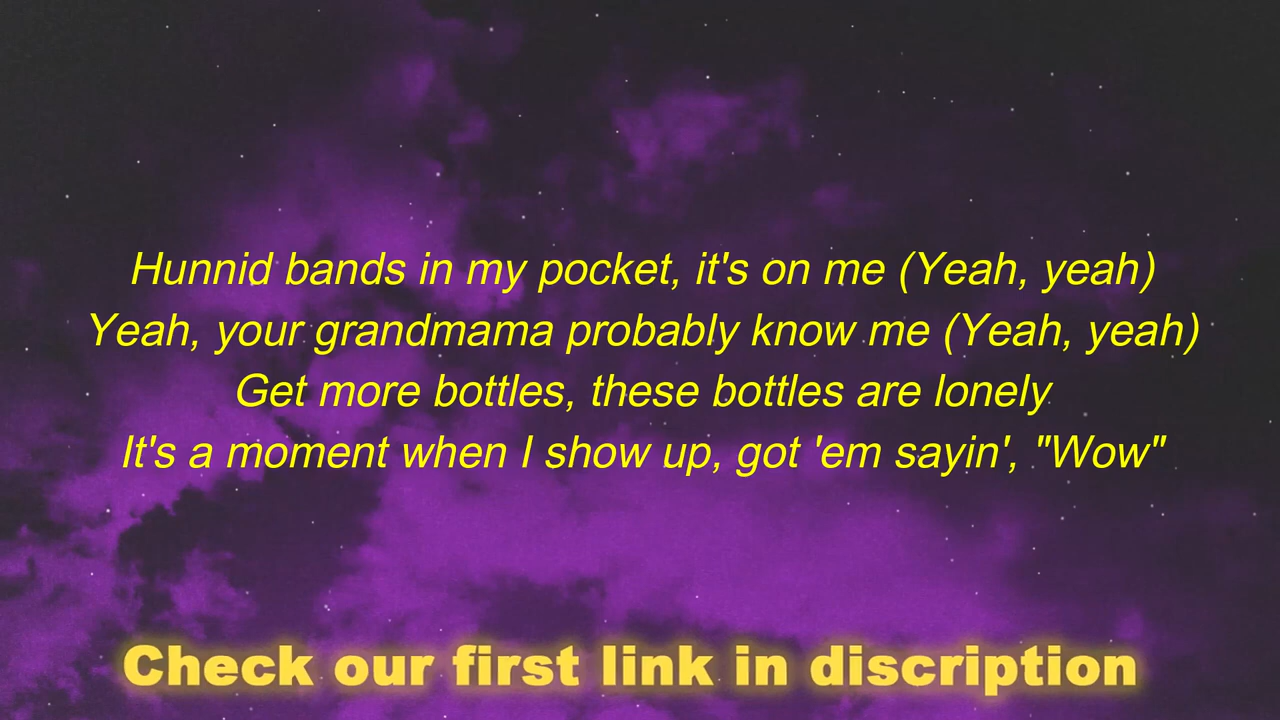 Hunnid bands in my pocket, it's on me (Yeah, yeah)
Yeah, your grandmama probably know me (Yeah, yeah)
Get more bottles, these bottles are lonely
It's a moment when I show up, got 'em sayin', "Wow"
Check our first link in discription